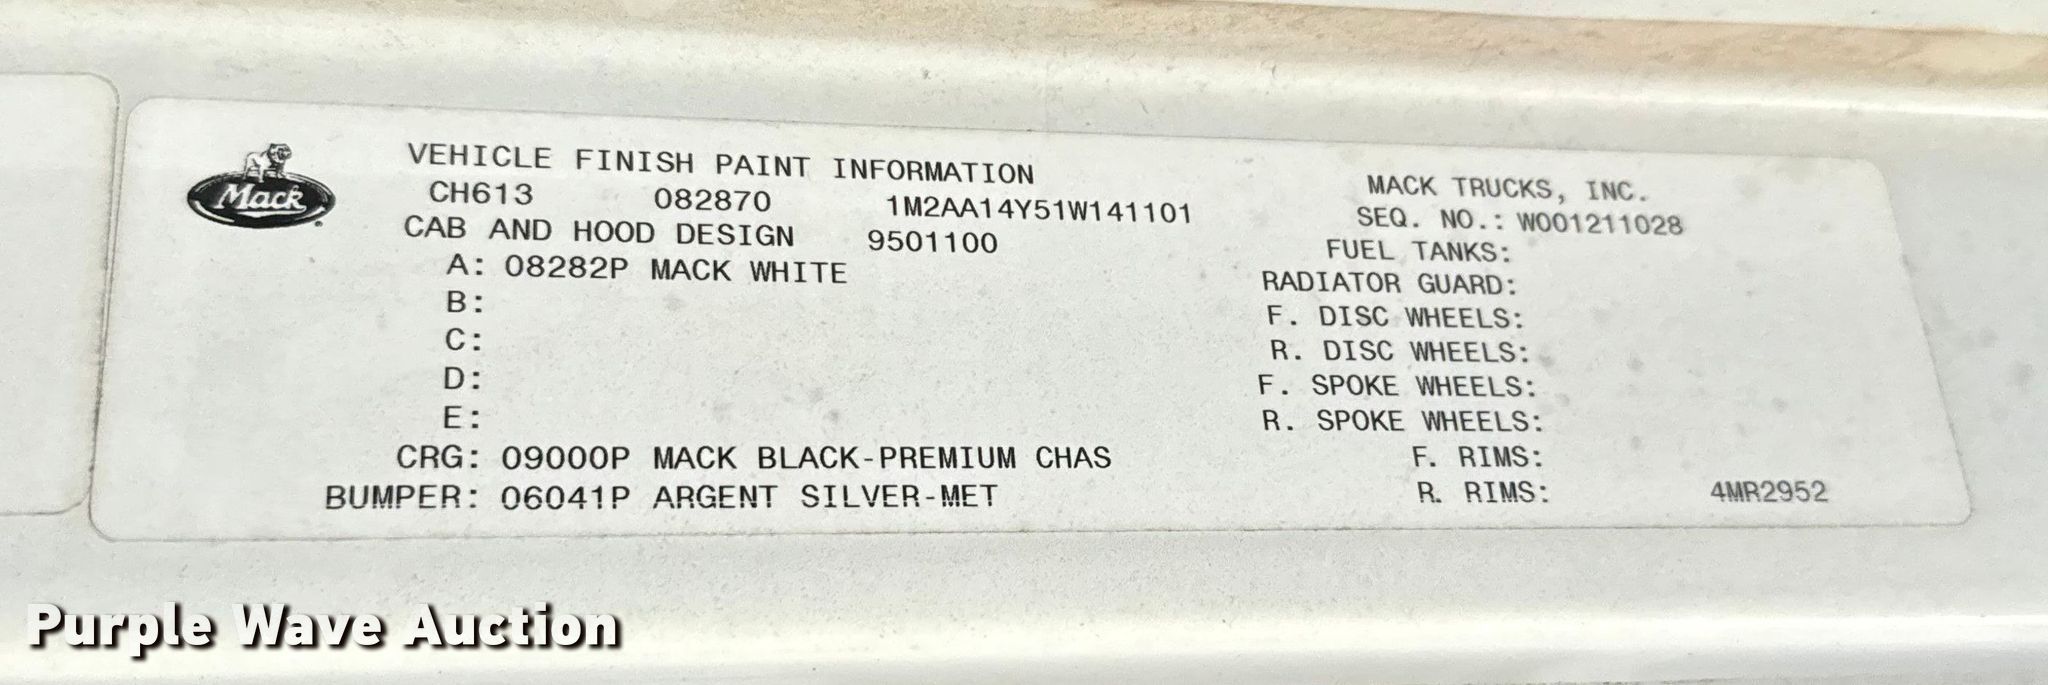 Mack
VEHICLE FINISH PAINT INFORMATION
CH613 082870 1M2AA14Y51W141101
CAB AND HOOD DESIGN 9501100
A: 08282P MACK WHITE
B:
C:
D:
E:
CRG: 09000P MACK BLACK-PREMIUM CHAS
BUMPER: 06041P ARGENT SILVER-MET
MACK TRUCKS, INC.
SEQ. NO.: W001211028
FUEL TANKS:
RADIATOR GUARD:
F. DISC WHEELS:
R. DISC WHEELS:
F. SPOKE WHEELS:
R. SPOKE WHEELS:
F. RIMS:
R. RIMS: 4MR2952
Purple Wave Auction